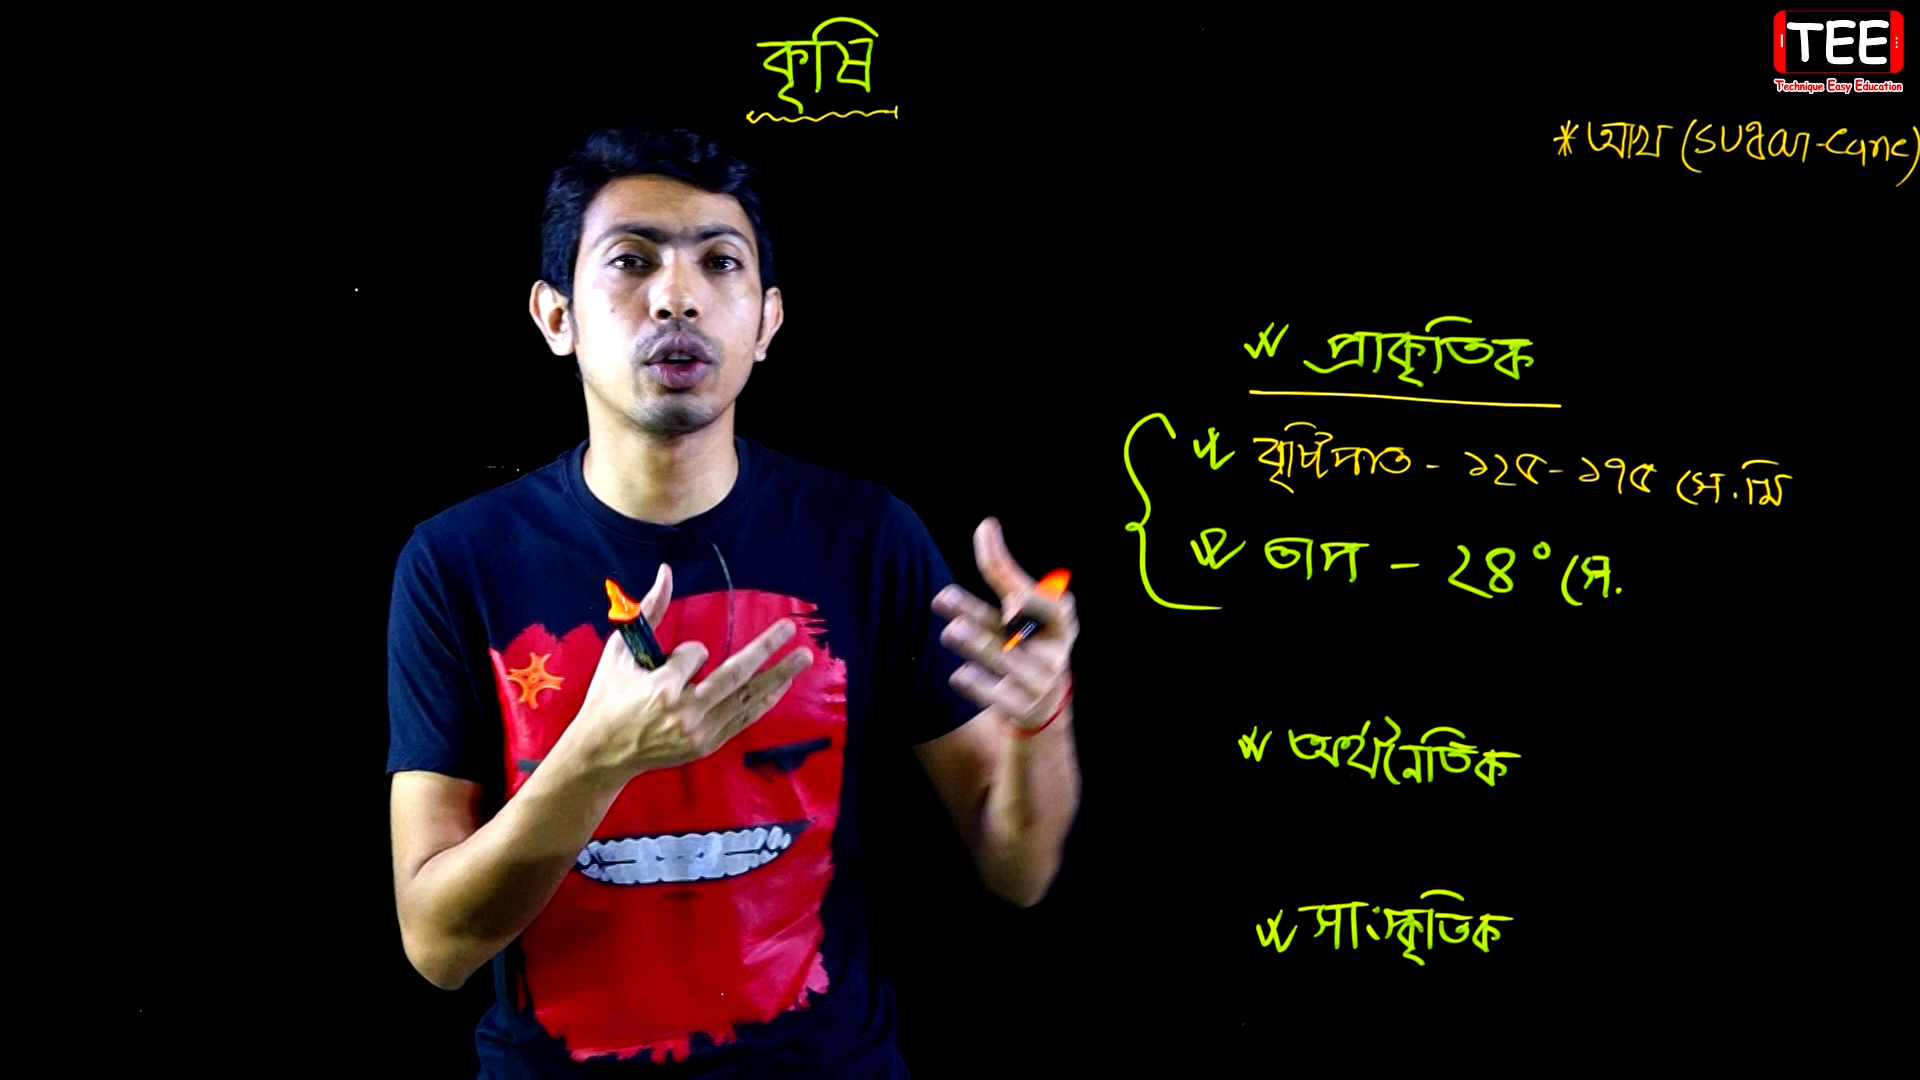 কৃষি
TEE
Technique Easy Education
* আখ (sugar-cane)
* প্রাকৃতিক
* বৃষ্টিপাত - ১২৫-১৭৫ সে.মি
* তাপ - ২৪° সে.
* অর্থনৈতিক
* সাংস্কৃতিক